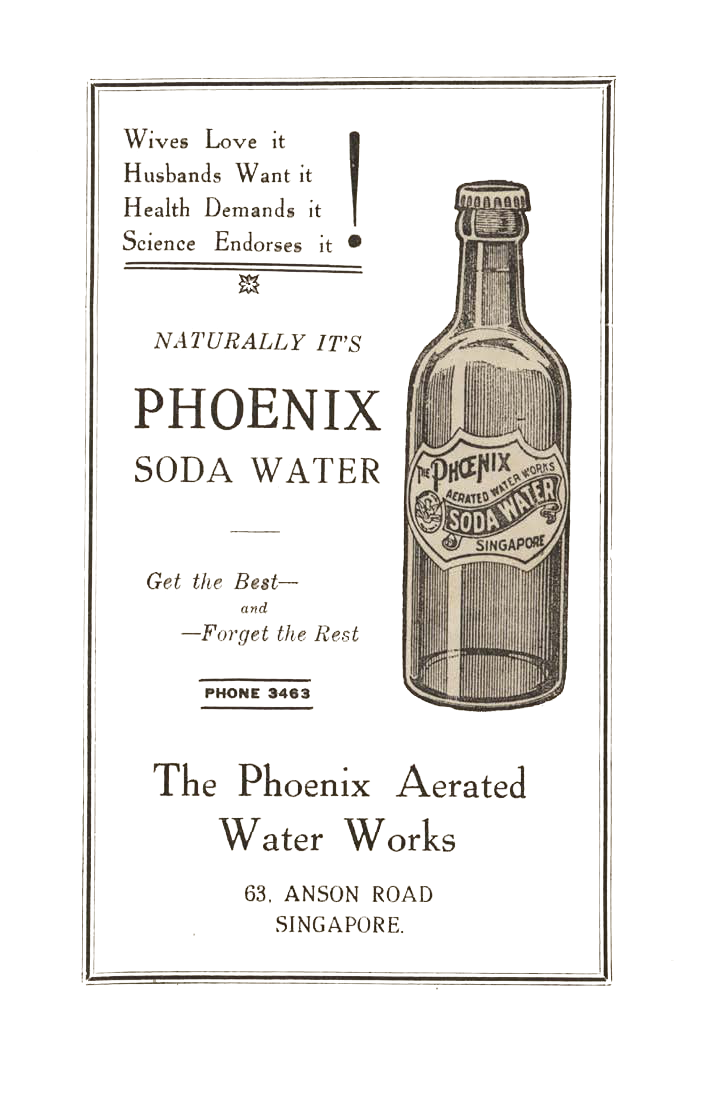 Wives Love it
Husbands Want it
Health Demands it
Science Endorses it !
NATURALLY IT'S
PHOENIX
SODA WATER
Get the Best—
and
—Forget the Rest
PHONE 3463
THE PHŒNIX
AERATED WATER WORKS
SODA WATER
SINGAPORE
The Phoenix Aerated
Water Works
63, ANSON ROAD
SINGAPORE.